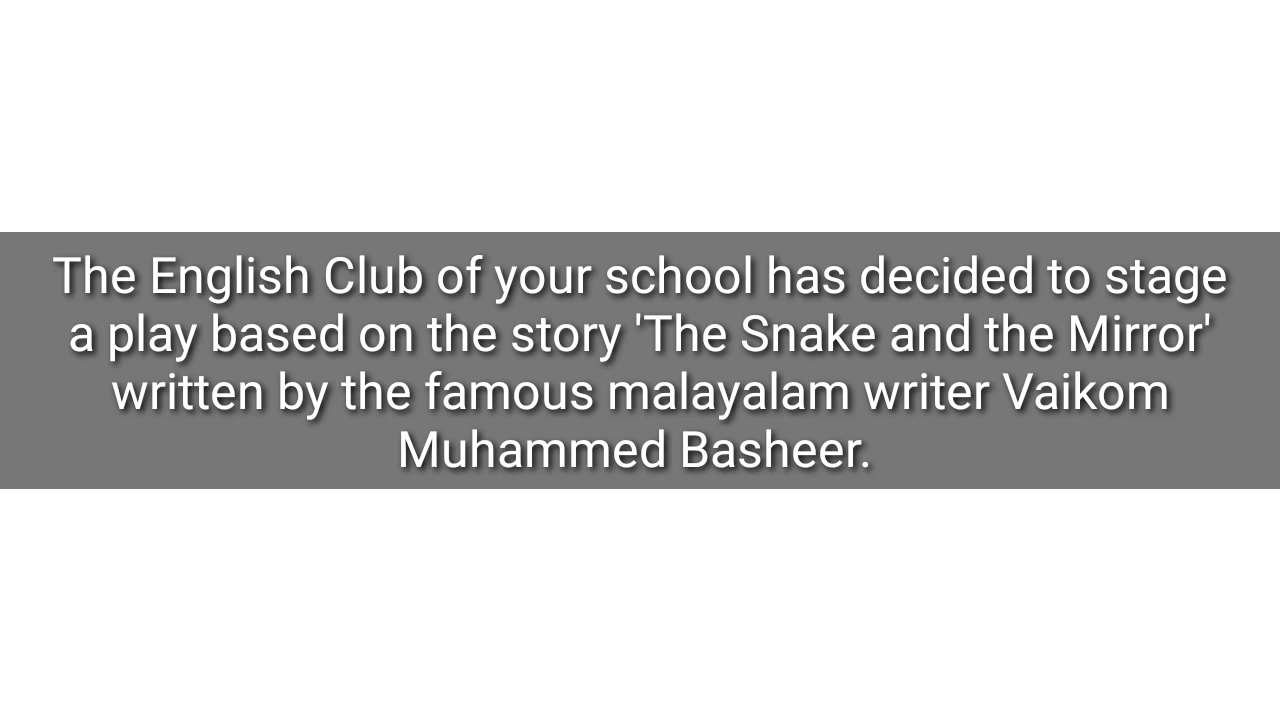 The English Club of your school has decided to stage
a play based on the story 'The Snake and the Mirror'
written by the famous malayalam writer Vaikom
Muhammed Basheer.